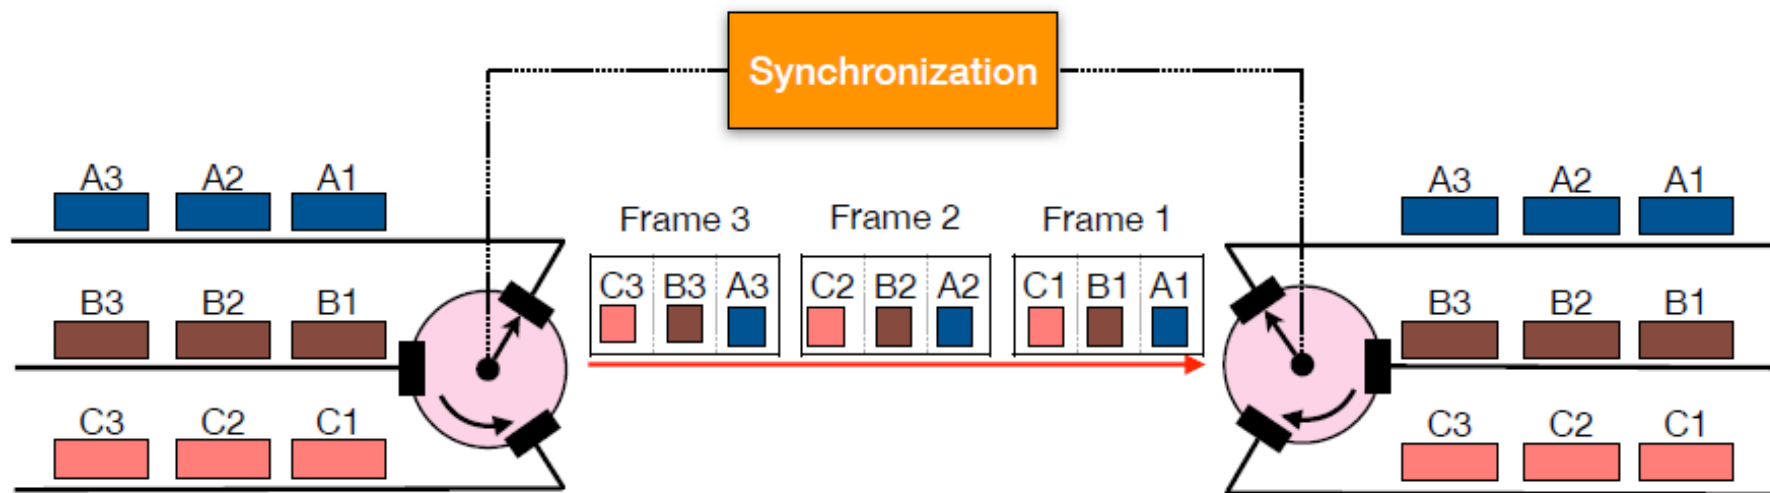 Synchronization
A3 A2 A1
A3 A2 A1
Frame 3 Frame 2 Frame 1
C3 B3 A3 C2 B2 A2 C1 B1 A1
B3 B2 B1
B3 B2 B1
C3 C2 C1
C3 C2 C1